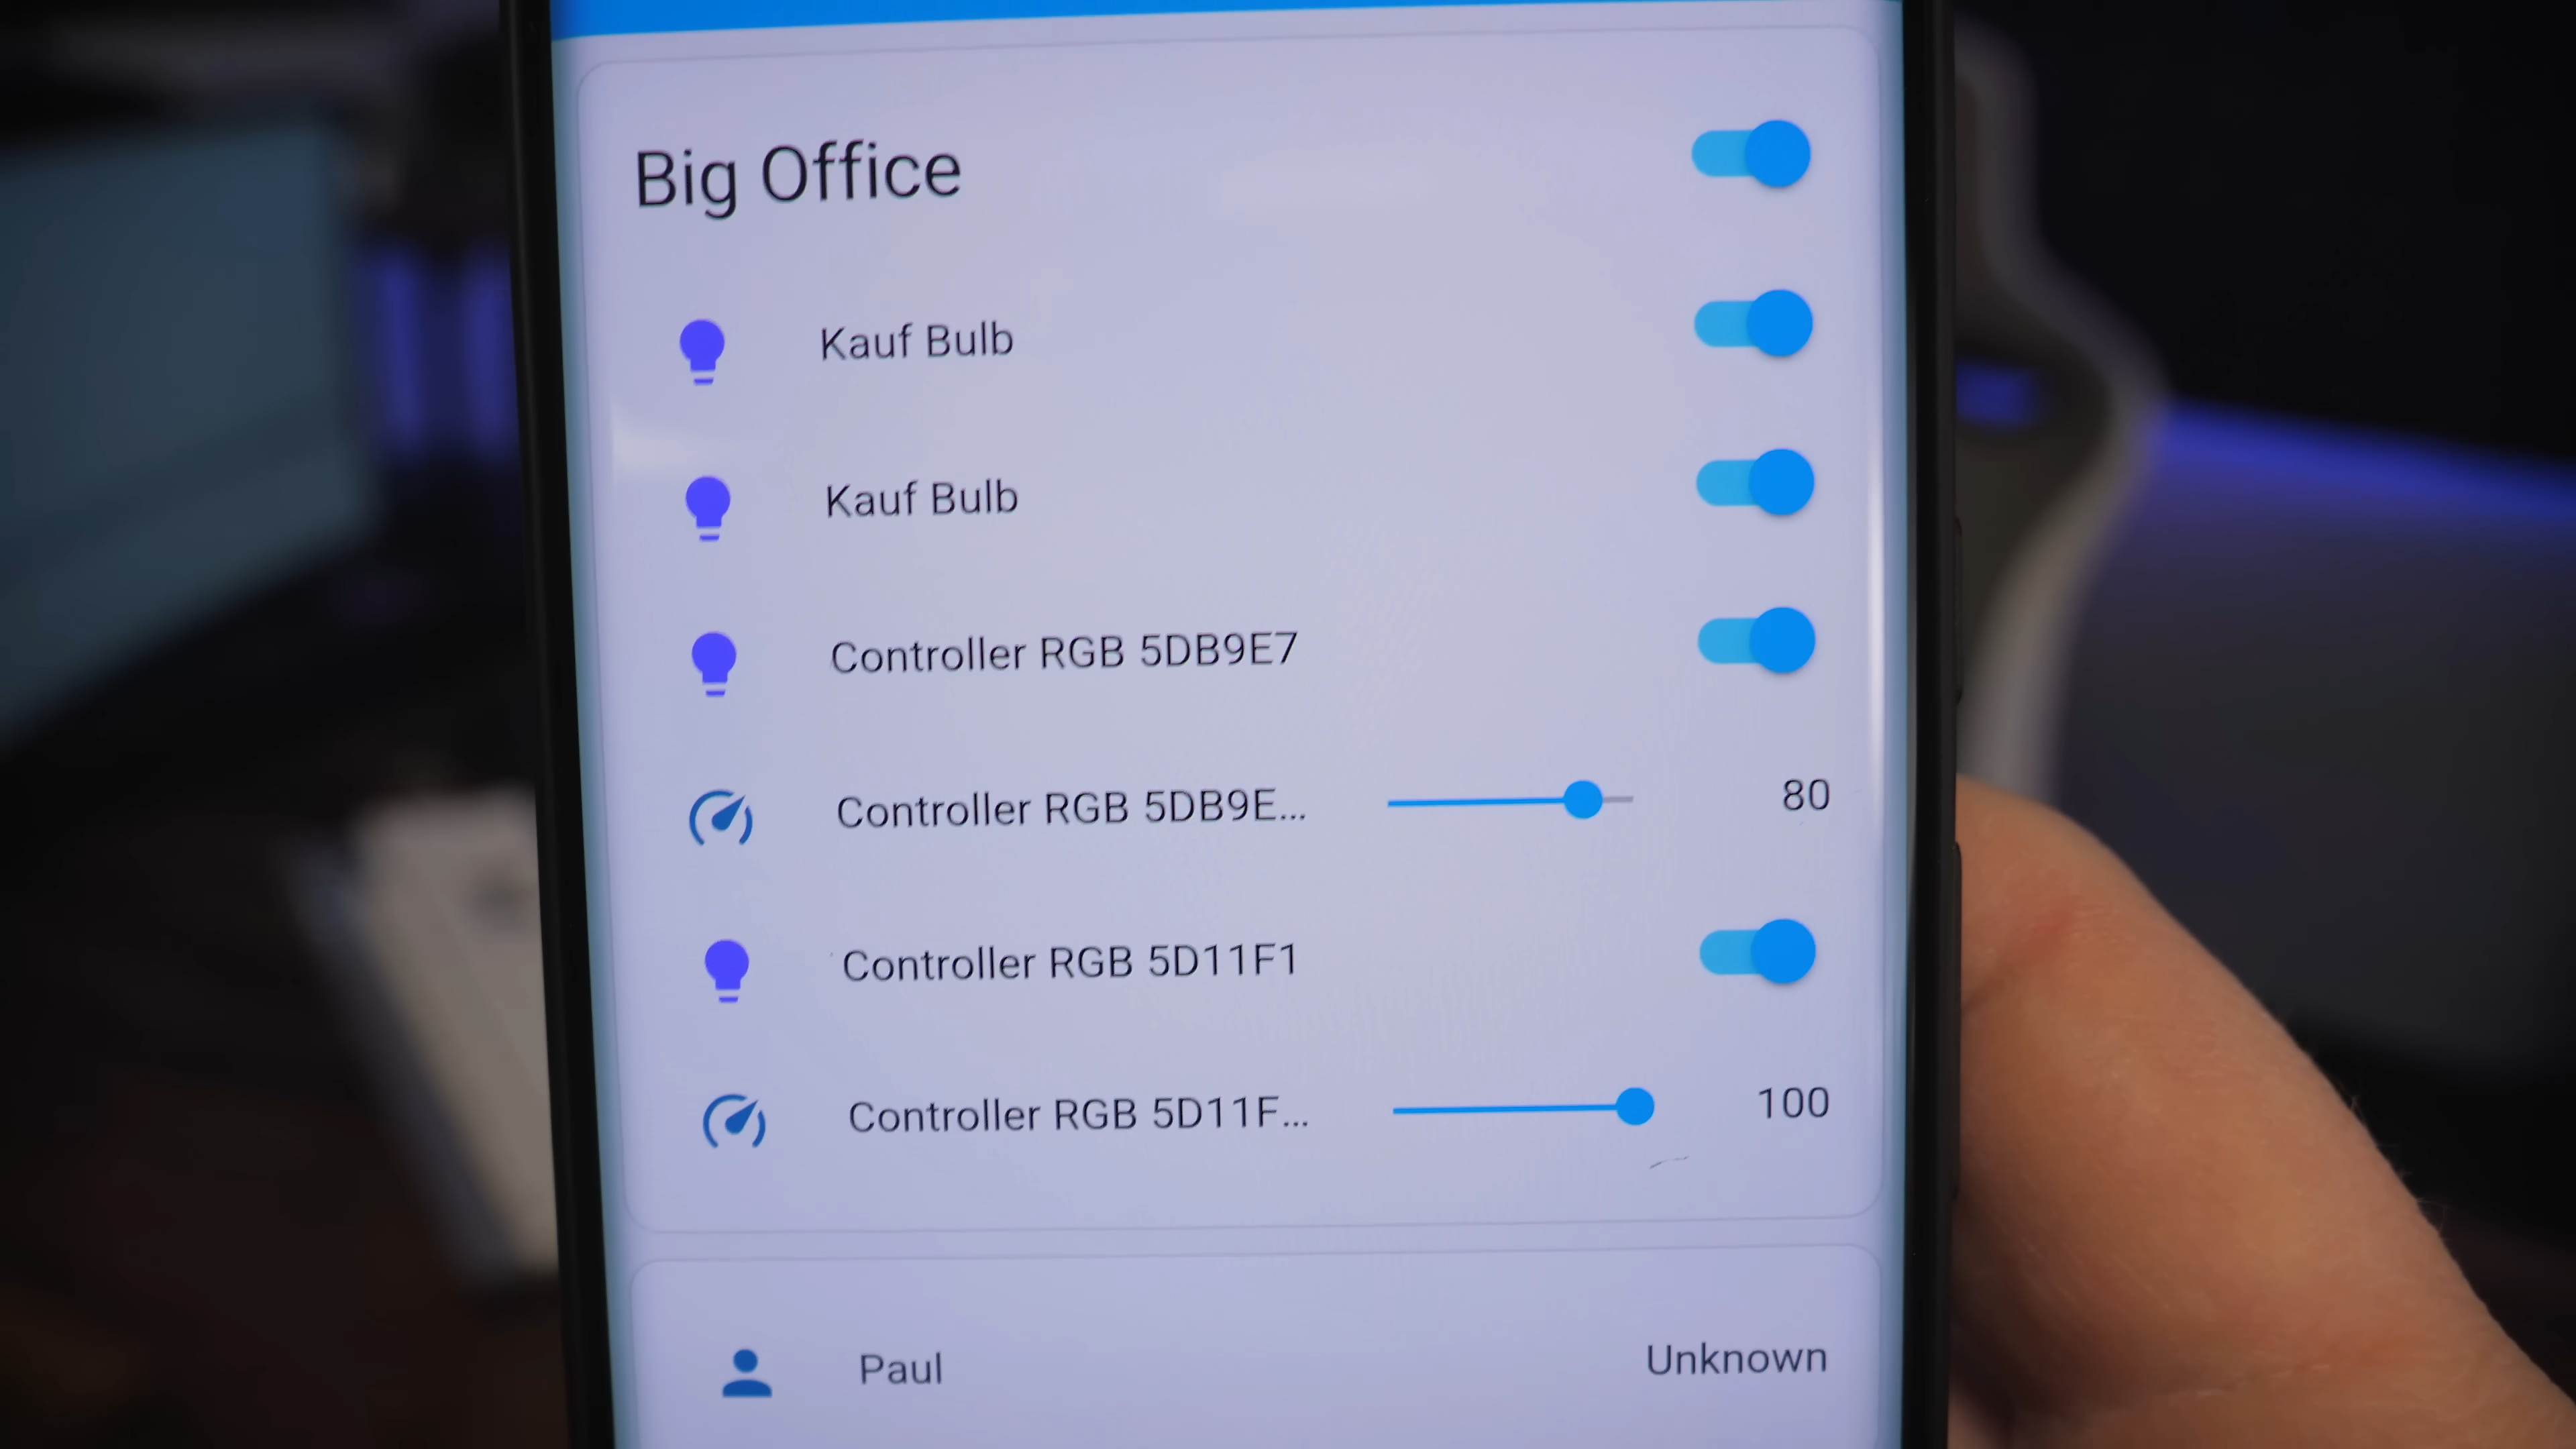 Big Office
Kauf Bulb
Kauf Bulb
Controller RGB 5DB9E7
Controller RGB 5DB9E... 80
Controller RGB 5D11F1
Controller RGB 5D11F... 100
Paul Unknown